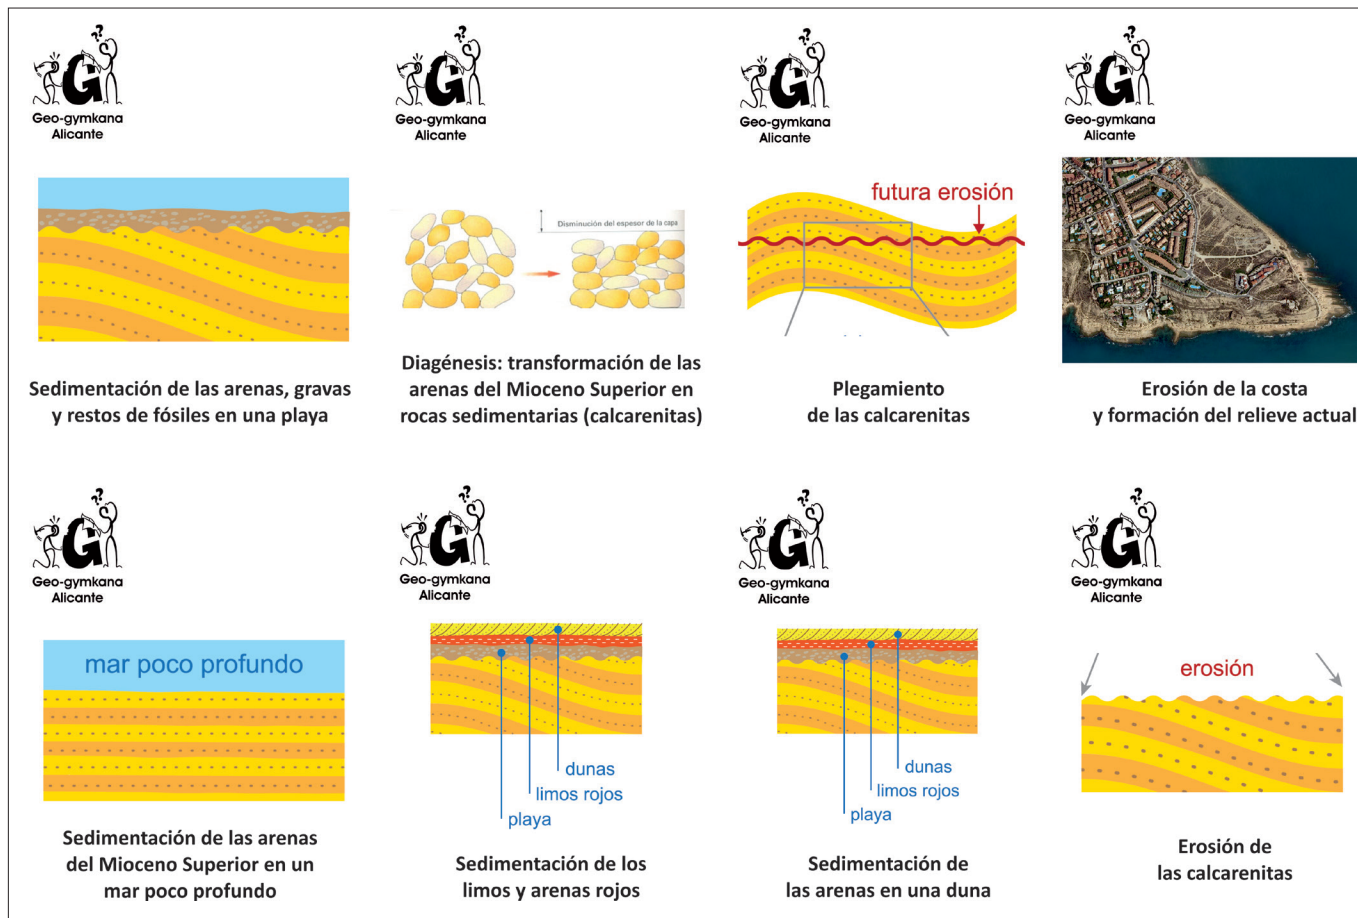 ??
G
Geo-gymkana
Alicante
futura erosión
Sedimentación de las arenas, gravas
y restos de fósiles en una playa
??
G
Geo-gymkana
Alicante
Disminución del espesor de la capa
Diagénesis: transformación de las
arenas del Mioceno Superior en
rocas sedimentarias (calcarenitas)
??
G
Geo-gymkana
Alicante
Plegamiento
de las calcarenitas
??
G
Geo-gymkana
Alicante
Erosión de la costa
y formación del relieve actual
??
G
Geo-gymkana
Alicante
mar poco profundo
Sedimentación de las arenas
del Mioceno Superior en un
mar poco profundo
??
G
Geo-gymkana
Alicante
dunas
limos rojos
playa
Sedimentación de los
limos y arenas rojos
??
G
Geo-gymkana
Alicante
dunas
limos rojos
playa
Sedimentación de
las arenas en una duna
??
G
Geo-gymkana
Alicante
erosión
Erosión de
las calcarenitas